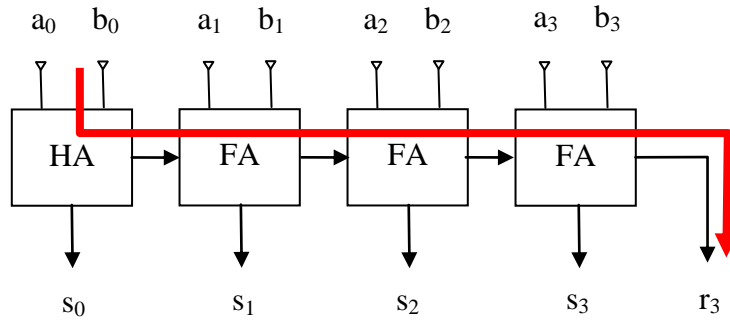 a₀ b₀ a₁ b₁ a₂ b₂ a₃ b₃
HA FA FA FA
s₀ s₁ s₂ s₃ r₃